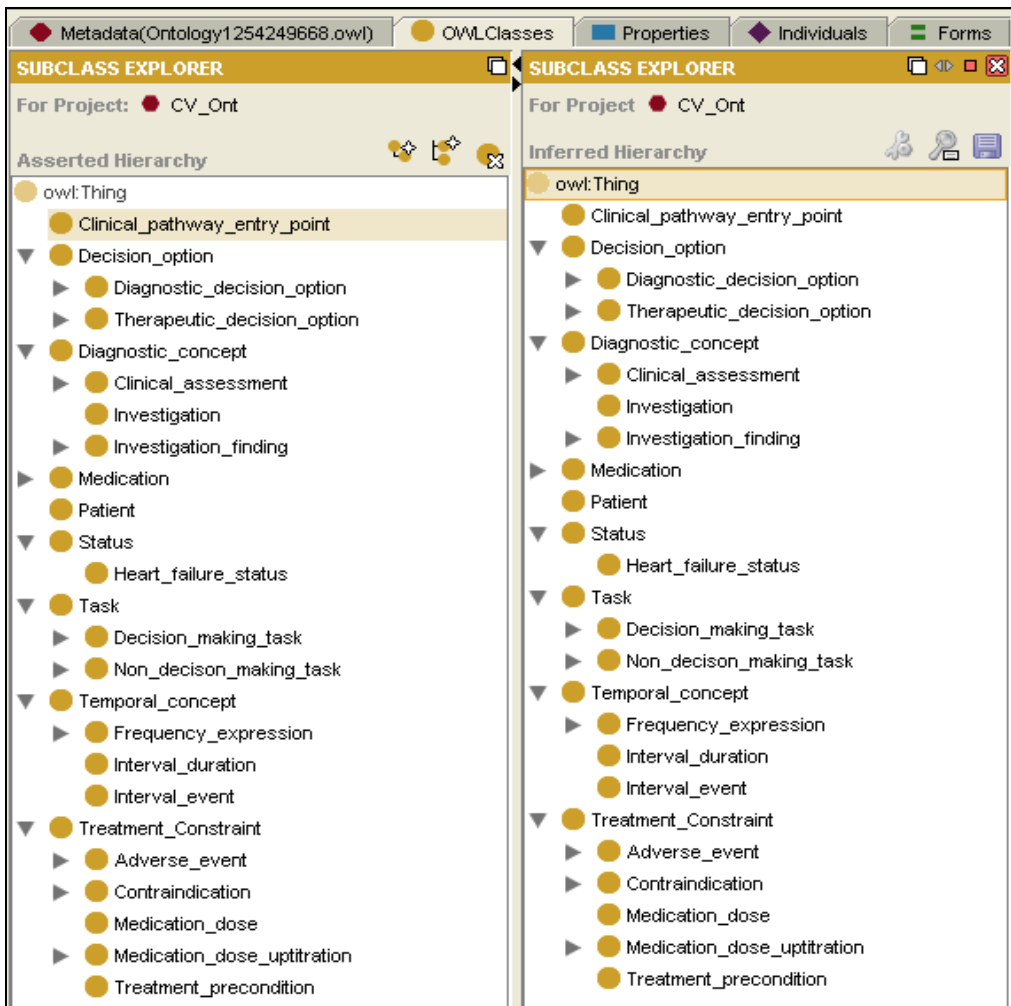 Metadata(Ontology1254249668.owl) OWLClasses Properties Individuals Forms
SUBCLASS EXPLORER
For Project: CV_Ont
Asserted Hierarchy
owl:Thing
Clinical_pathway_entry_point
Decision_option
Diagnostic_decision_option
Therapeutic_decision_option
Diagnostic_concept
Clinical_assessment
Investigation
Investigation_finding
Medication
Patient
Status
Heart_failure_status
Task
Decision_making_task
Non_decison_making_task
Temporal_concept
Frequency_expression
Interval_duration
Interval_event
Treatment_Constraint
Adverse_event
Contraindication
Medication_dose
Medication_dose_uptitration
Treatment_precondition
SUBCLASS EXPLORER
For Project CV_Ont
Inferred Hierarchy
owl:Thing
Clinical_pathway_entry_point
Decision_option
Diagnostic_decision_option
Therapeutic_decision_option
Diagnostic_concept
Clinical_assessment
Investigation
Investigation_finding
Medication
Patient
Status
Heart_failure_status
Task
Decision_making_task
Non_decison_making_task
Temporal_concept
Frequency_expression
Interval_duration
Interval_event
Treatment_Constraint
Adverse_event
Contraindication
Medication_dose
Medication_dose_uptitration
Treatment_precondition